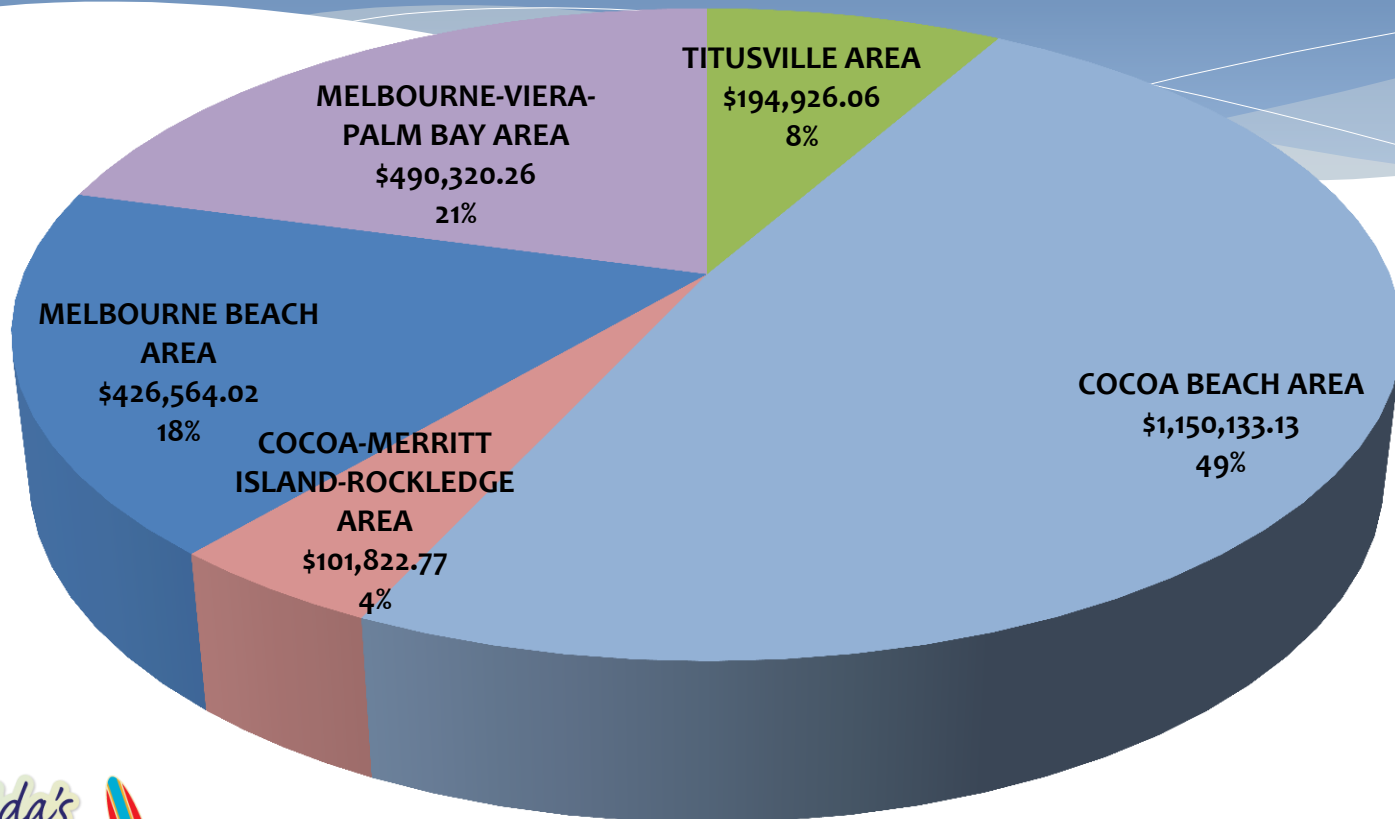 TITUSVILLE AREA
$194,926.06
8%
MELBOURNE-VIERA-
PALM BAY AREA
$490,320.26
21%
MELBOURNE BEACH
AREA
$426,564.02
18%
COCOA BEACH AREA
$1,150,133.13
49%
COCOA-MERRITT
ISLAND-ROCKLEDGE
AREA
$101,822.77
4%
da's